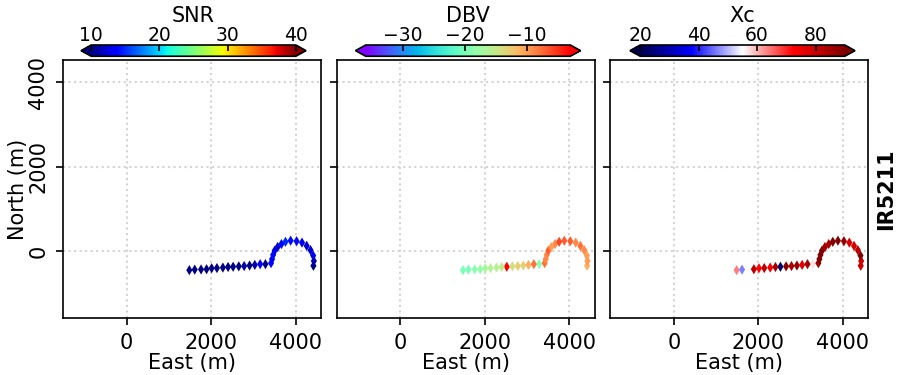 SNR DBV Xc
10 20 30 40 −30 −20 −10 20 40 60 80
4000
2000
0
North (m)
IR5211
0 2000 4000 0 2000 4000 0 2000 4000
East (m) East (m) East (m)